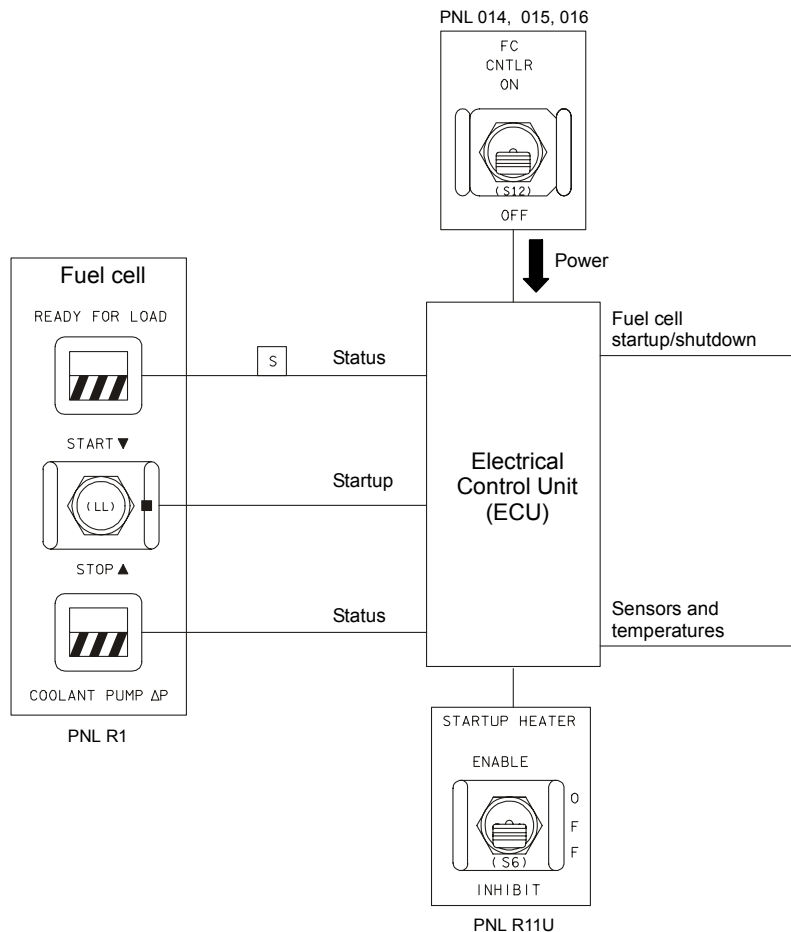 PNL 014, 015, 016
FC
CNTLR
ON
(S12)
OFF
Power
Fuel cell
READY FOR LOAD
S
Status
START▼
(LL)
Startup
STOP▲
Status
COOLANT PUMP ΔP
PNL R1
Electrical
Control Unit
(ECU)
Fuel cell
startup/shutdown
Sensors and
temperatures
STARTUP HEATER
ENABLE
O
F
F
(S6)
INHIBIT
PNL R11U